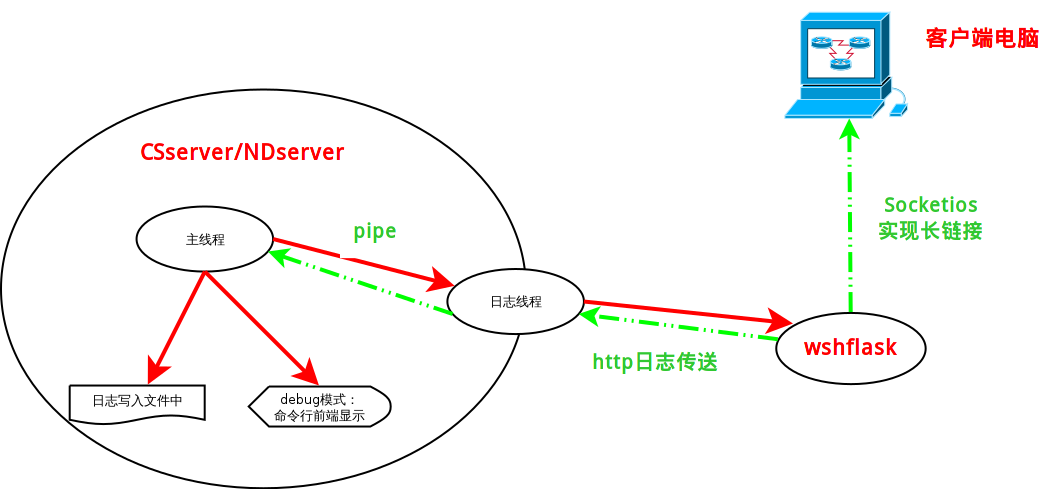 客户端电脑
CSserver/NDserver
Socketios
实现长链接
pipe
主线程
日志线程
wshflask
http日志传送
日志写入文件中
debug模式：
命令行前端显示